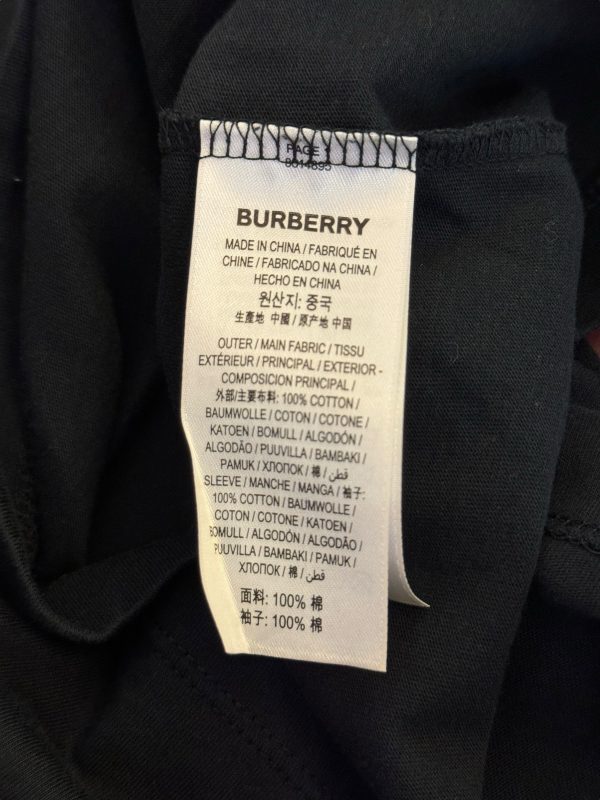 PAGE 1
8014895
BURBERRY
MADE IN CHINA / FABRIQUÉ EN
CHINE / FABRICADO NA CHINA /
HECHO EN CHINA
원산지: 중국
生產地 中國 / 原产地 中国
OUTER / MAIN FABRIC / TISSU
EXTÉRIEUR / PRINCIPAL / EXTERIOR -
COMPOSICION PRINCIPAL /
外部/主要布料: 100% COTTON /
BAUMWOLLE / COTON / COTONE /
KATOEN / BOMULL / ALGODÓN /
ALGODÃO / PUUVILLA / BAMBAKI /
PAMUK / ХЛОПОК / 棉 / قطن /
SLEEVE / MANCHE / MANGA / 袖子:
100% COTTON / BAUMWOLLE /
COTON / COTONE / KATOEN /
BOMULL / ALGODÓN / ALGODÃO /
PUUVILLA / BAMBAKI / PAMUK /
ХЛОПОК / 棉 / قطن /
面料: 100% 棉
袖子: 100% 棉